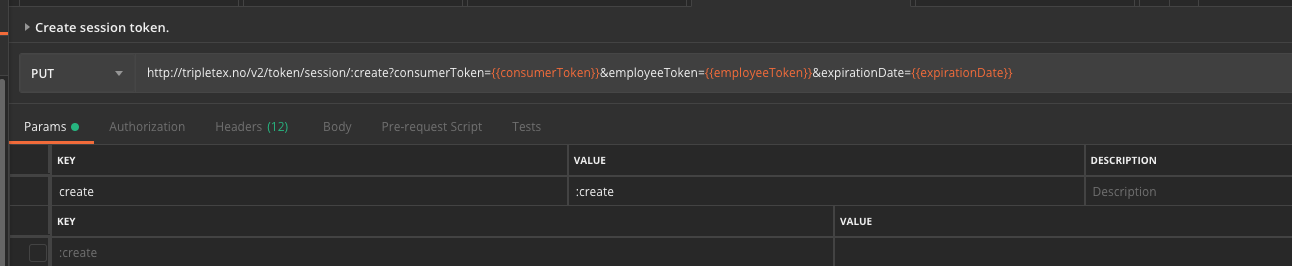 Create session token.
PUT http://tripletex.no/v2/token/session/:create?consumerToken={{consumerToken}}&employeeToken={{employeeToken}}&expirationDate={{expirationDate}}
Params Authorization Headers (12) Body Pre-request Script Tests
KEY VALUE DESCRIPTION
create :create Description
KEY VALUE
:create